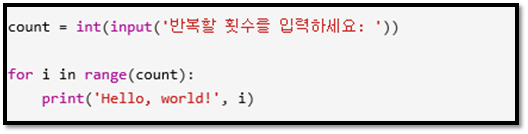 count = int(input('반복할 횟수를 입력하세요: '))
for i in range(count):
    print('Hello, world!', i)